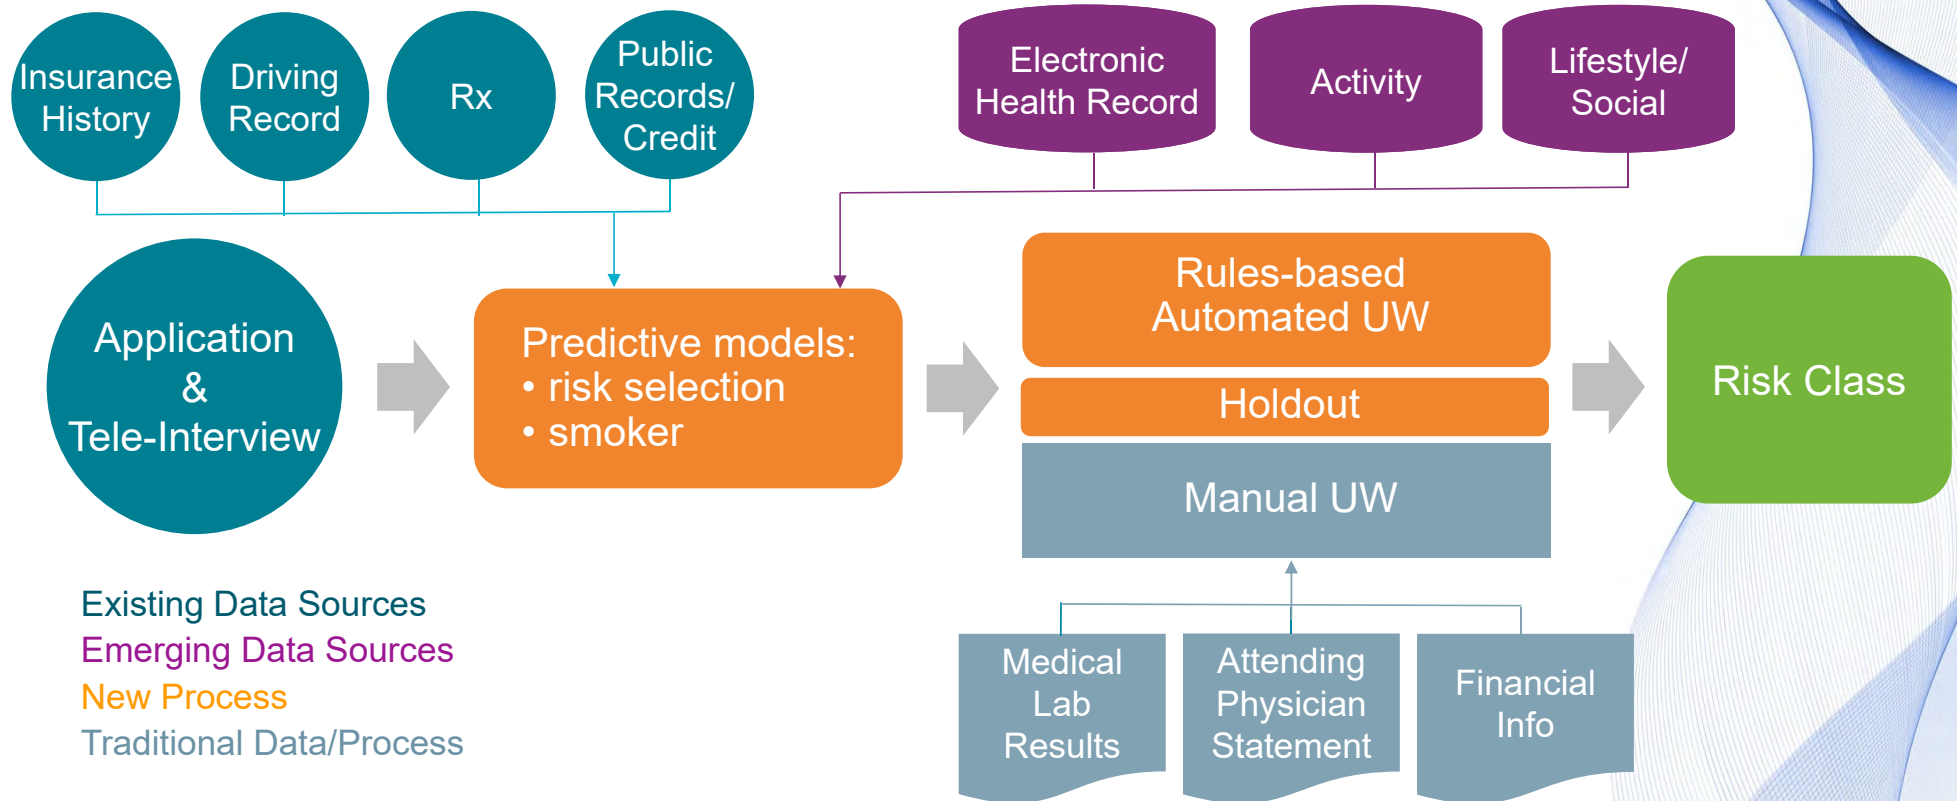 Insurance
History
Driving
Record
Rx
Public
Records/
Credit
Electronic
Health Record
Activity
Lifestyle/
Social
Application
&
Tele-Interview
Predictive models:
• risk selection
• smoker
Rules-based
Automated UW
Holdout
Manual UW
Risk Class
Existing Data Sources
Emerging Data Sources
New Process
Traditional Data/Process
Medical
Lab
Results
Attending
Physician
Statement
Financial
Info